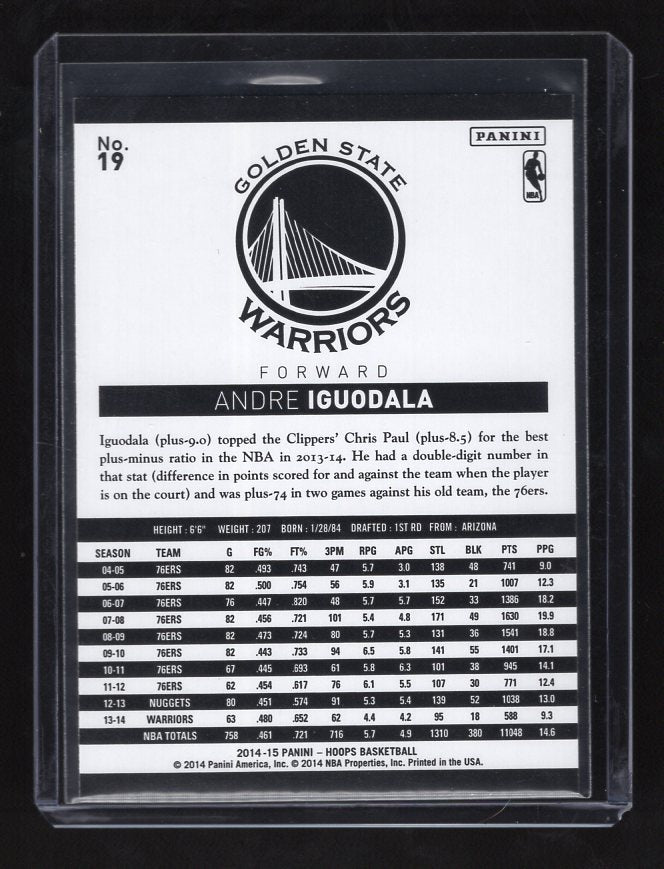 No.
19
PANINI
NBA
GOLDEN STATE
WARRIORS
FORWARD
ANDRE IGUODALA
Iguodala (plus-9.0) topped the Clippers' Chris Paul (plus-8.5) for the best
plus-minus ratio in the NBA in 2013-14. He had a double-digit number in
that stat (difference in points scored for and against the team when the player
is on the court) and was plus-74 in two games against his old team, the 76ers.
HEIGHT : 6'6" WEIGHT : 207 BORN : 1/28/84 DRAFTED : 1ST RD FROM : ARIZONA
SEASON TEAM G FG% FT% 3PM RPG APG STL BLK PTS PPG
04-05 76ERS 82 .493 .743 47 5.7 3.0 138 48 741 9.0
05-06 76ERS 82 .500 .754 56 5.9 3.1 135 21 1007 12.3
06-07 76ERS 76 .447 .820 48 5.7 5.7 152 33 1386 18.2
07-08 76ERS 82 .456 .721 101 5.4 4.8 171 49 1630 19.9
08-09 76ERS 82 .473 .724 80 5.7 5.3 131 36 1541 18.8
09-10 76ERS 82 .443 .733 94 6.5 5.8 141 55 1401 17.1
10-11 76ERS 67 .445 .693 61 5.8 6.3 101 38 945 14.1
11-12 76ERS 62 .454 .617 76 6.1 5.5 107 30 771 12.4
12-13 NUGGETS 80 .451 .574 91 5.3 5.4 139 52 1038 13.0
13-14 WARRIORS 63 .480 .652 62 4.4 4.2 95 18 588 9.3
NBA TOTALS 758 .461 .721 716 5.7 4.9 1310 380 11048 14.6
2014-15 PANINI – HOOPS BASKETBALL
© 2014 Panini America, Inc. © 2014 NBA Properties, Inc. Printed in the USA.